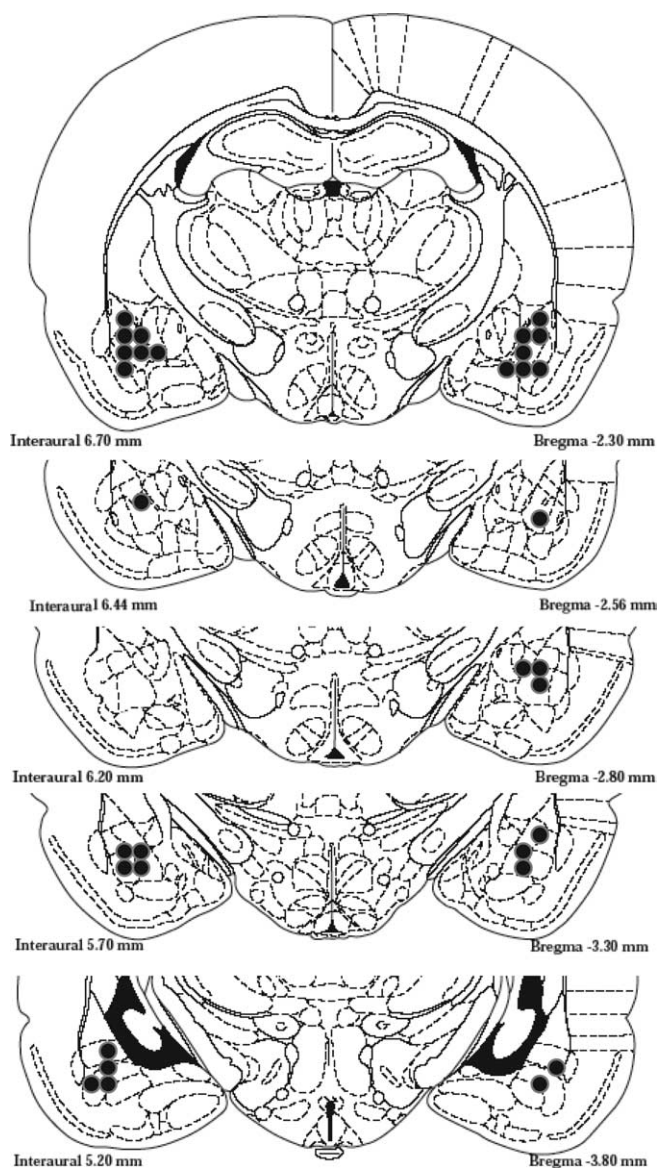 Interaural 6.70 mm Bregma -2.30 mm
Interaural 6.44 mm Bregma -2.56 mm
Interaural 6.20 mm Bregma -2.80 mm
Interaural 5.70 mm Bregma -3.30 mm
Interaural 5.20 mm Bregma -3.80 mm